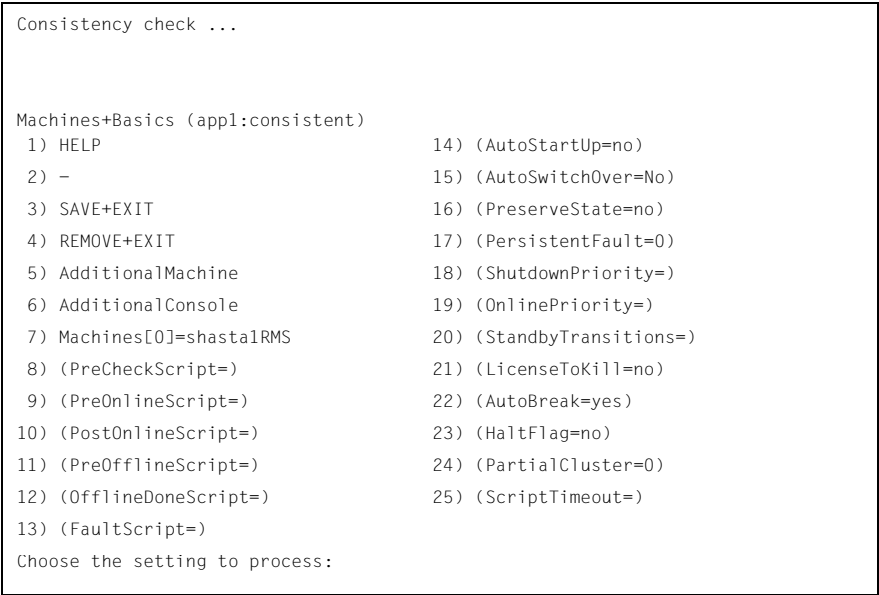 Consistency check ...
Machines+Basics (app1:consistent)
1) HELP 14) (AutoStartUp=no)
2) - 15) (AutoSwitchOver=No)
3) SAVE+EXIT 16) (PreserveState=no)
4) REMOVE+EXIT 17) (PersistentFault=0)
5) AdditionalMachine 18) (ShutdownPriority=)
6) AdditionalConsole 19) (OnlinePriority=)
7) Machines[0]=shasta1RMS 20) (StandbyTransitions=)
8) (PreCheckScript=) 21) (LicenseToKill=no)
9) (PreOnlineScript=) 22) (AutoBreak=yes)
10) (PostOnlineScript=) 23) (HaltFlag=no)
11) (PreOfflineScript=) 24) (PartialCluster=0)
12) (OfflineDoneScript=) 25) (ScriptTimeout=)
13) (FaultScript=)
Choose the setting to process: